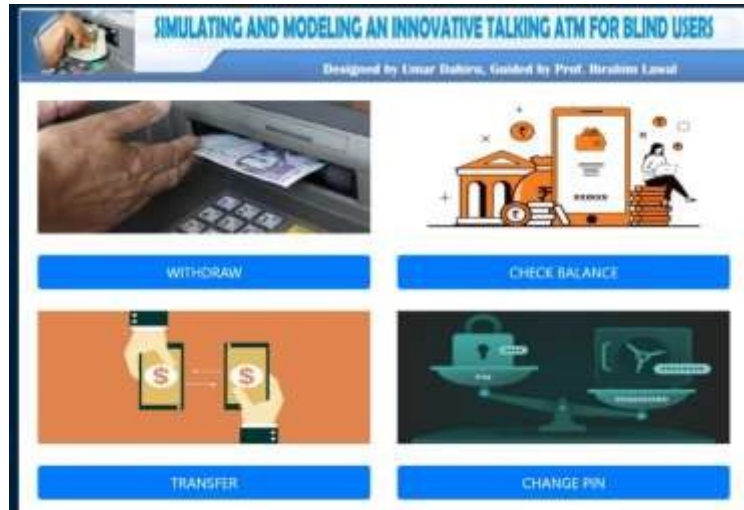 SIMULATING AND MODELING AN INNOVATIVE TALKING ATM FOR BLIND USERS
Designed by Umar Dahiru, Guided by Prof. Ibrahim Lawal
WITHDRAW
CHECK BALANCE
TRANSFER
CHANGE PIN